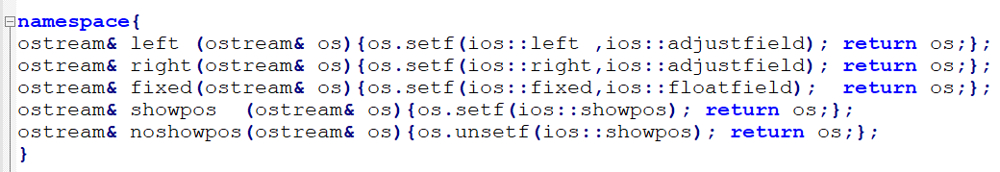 namespace{
ostream& left (ostream& os){os.setf(ios::left ,ios::adjustfield); return os;};
ostream& right(ostream& os){os.setf(ios::right,ios::adjustfield); return os;};
ostream& fixed(ostream& os){os.setf(ios::fixed,ios::floatfield);  return os;};
ostream& showpos  (ostream& os){os.setf(ios::showpos); return os;};
ostream& noshowpos(ostream& os){os.unsetf(ios::showpos); return os;};
}